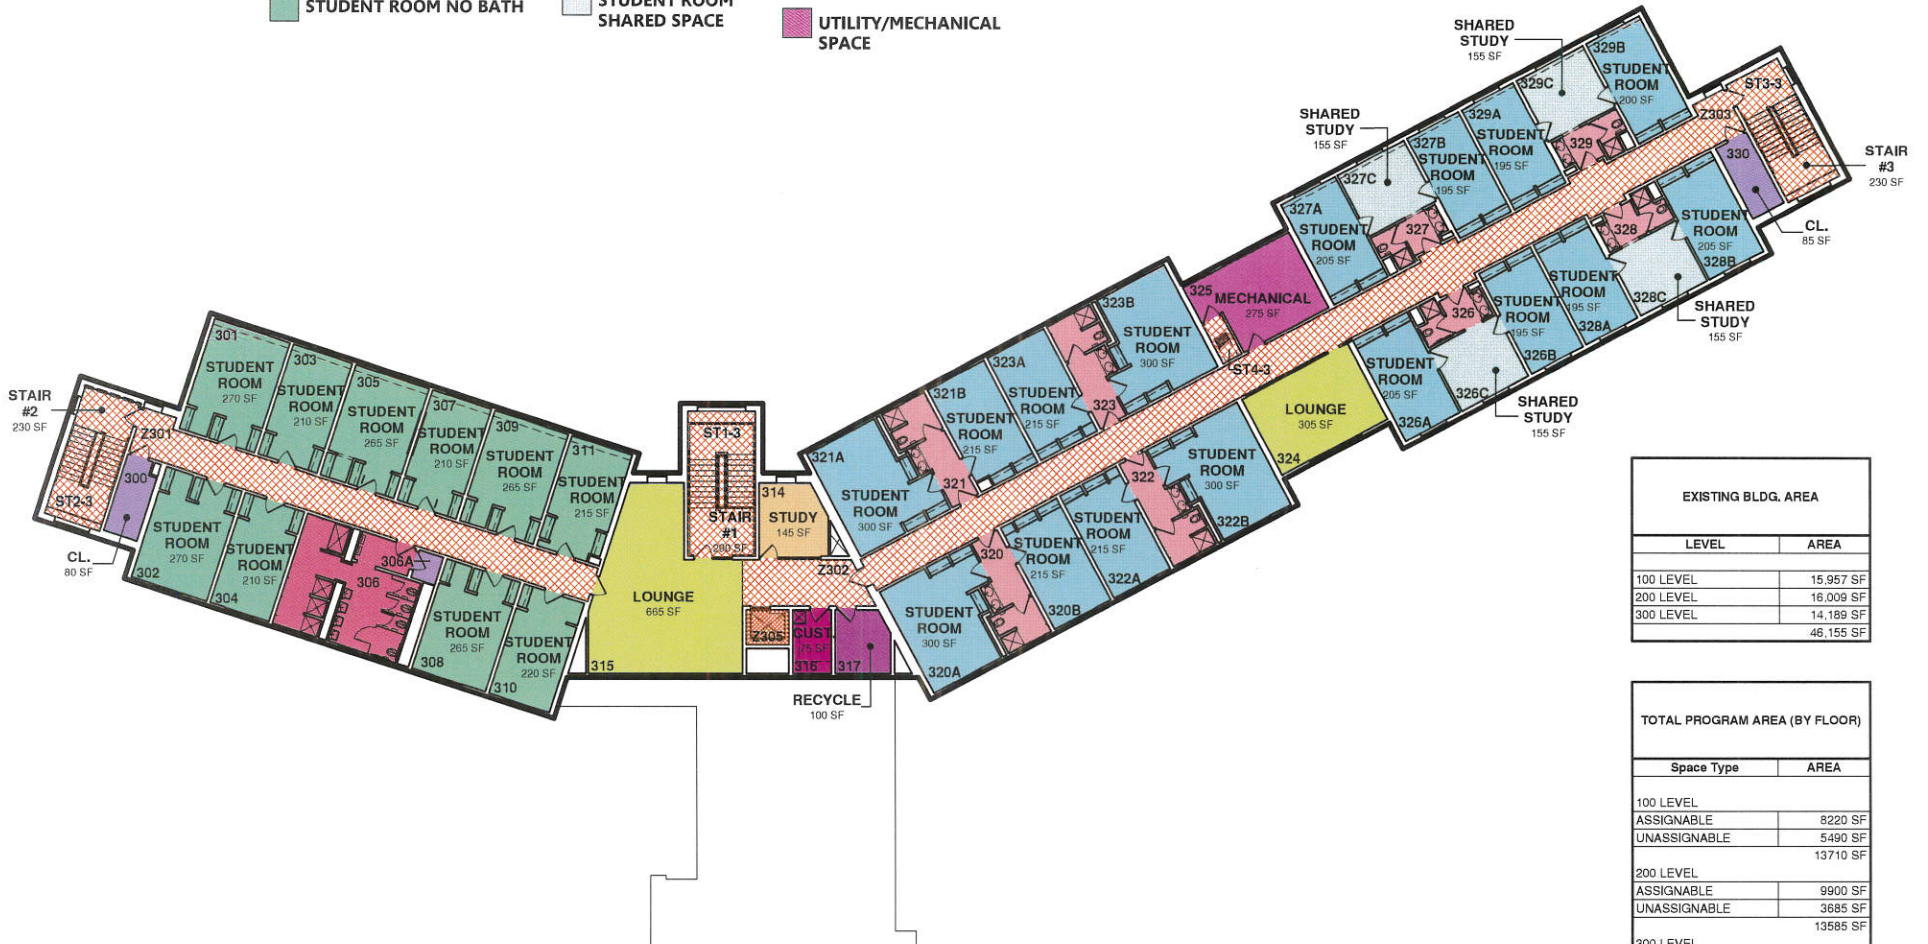 STUDENT ROOM NO BATH
STUDENT ROOM
SHARED SPACE
UTILITY/MECHANICAL
SPACE
SHARED
STUDY
155 SF
329B
STUDENT
ROOM
200 SF
329C
ST3-3
Z303
STAIR
#3
230 SF
330
CL.
85 SF
329A
STUDENT
ROOM
195 SF
329
SHARED
STUDY
155 SF
327B
STUDENT
ROOM
195 SF
327C
327A
STUDENT
ROOM
205 SF
327
328
STUDENT
ROOM
205 SF
328B
328C
SHARED
STUDY
155 SF
STUDENT
ROOM
195 SF
328A
STUDENT
ROOM
195 SF
326B
326
326C
SHARED
STUDY
155 SF
STUDENT
ROOM
205 SF
326A
325
MECHANICAL
275 SF
ST4-3
LOUNGE
305 SF
324
323B
STUDENT
ROOM
300 SF
323A
STUDENT
ROOM
215 SF
323
321B
STUDENT
ROOM
215 SF
321
321A
STUDENT
ROOM
300 SF
322
STUDENT
ROOM
300 SF
322B
STUDENT
ROOM
215 SF
322A
320
STUDENT
ROOM
215 SF
320B
STUDENT
ROOM
300 SF
320A
301
STUDENT
ROOM
270 SF
303
STUDENT
ROOM
210 SF
305
STUDENT
ROOM
265 SF
307
STUDENT
ROOM
210 SF
309
STUDENT
ROOM
265 SF
311
STUDENT
ROOM
215 SF
STAIR
#2
230 SF
Z301
ST2-3
300
CL.
80 SF
STUDENT
ROOM
270 SF
302
STUDENT
ROOM
210 SF
304
306A
306
STUDENT
ROOM
265 SF
308
STUDENT
ROOM
220 SF
310
ST1-3
STAIR
#1
200 SF
314
STUDY
145 SF
Z302
LOUNGE
665 SF
315
Z305
CUST.
75 SF
316
317
RECYCLE
100 SF
EXISTING BLDG. AREA
LEVEL AREA
100 LEVEL 15,957 SF
200 LEVEL 16,009 SF
300 LEVEL 14,189 SF
46,155 SF
TOTAL PROGRAM AREA (BY FLOOR)
Space Type AREA
100 LEVEL
ASSIGNABLE 8220 SF
UNASSIGNABLE 5490 SF
13710 SF
200 LEVEL
ASSIGNABLE 9900 SF
UNASSIGNABLE 3685 SF
13585 SF
300 LEVEL